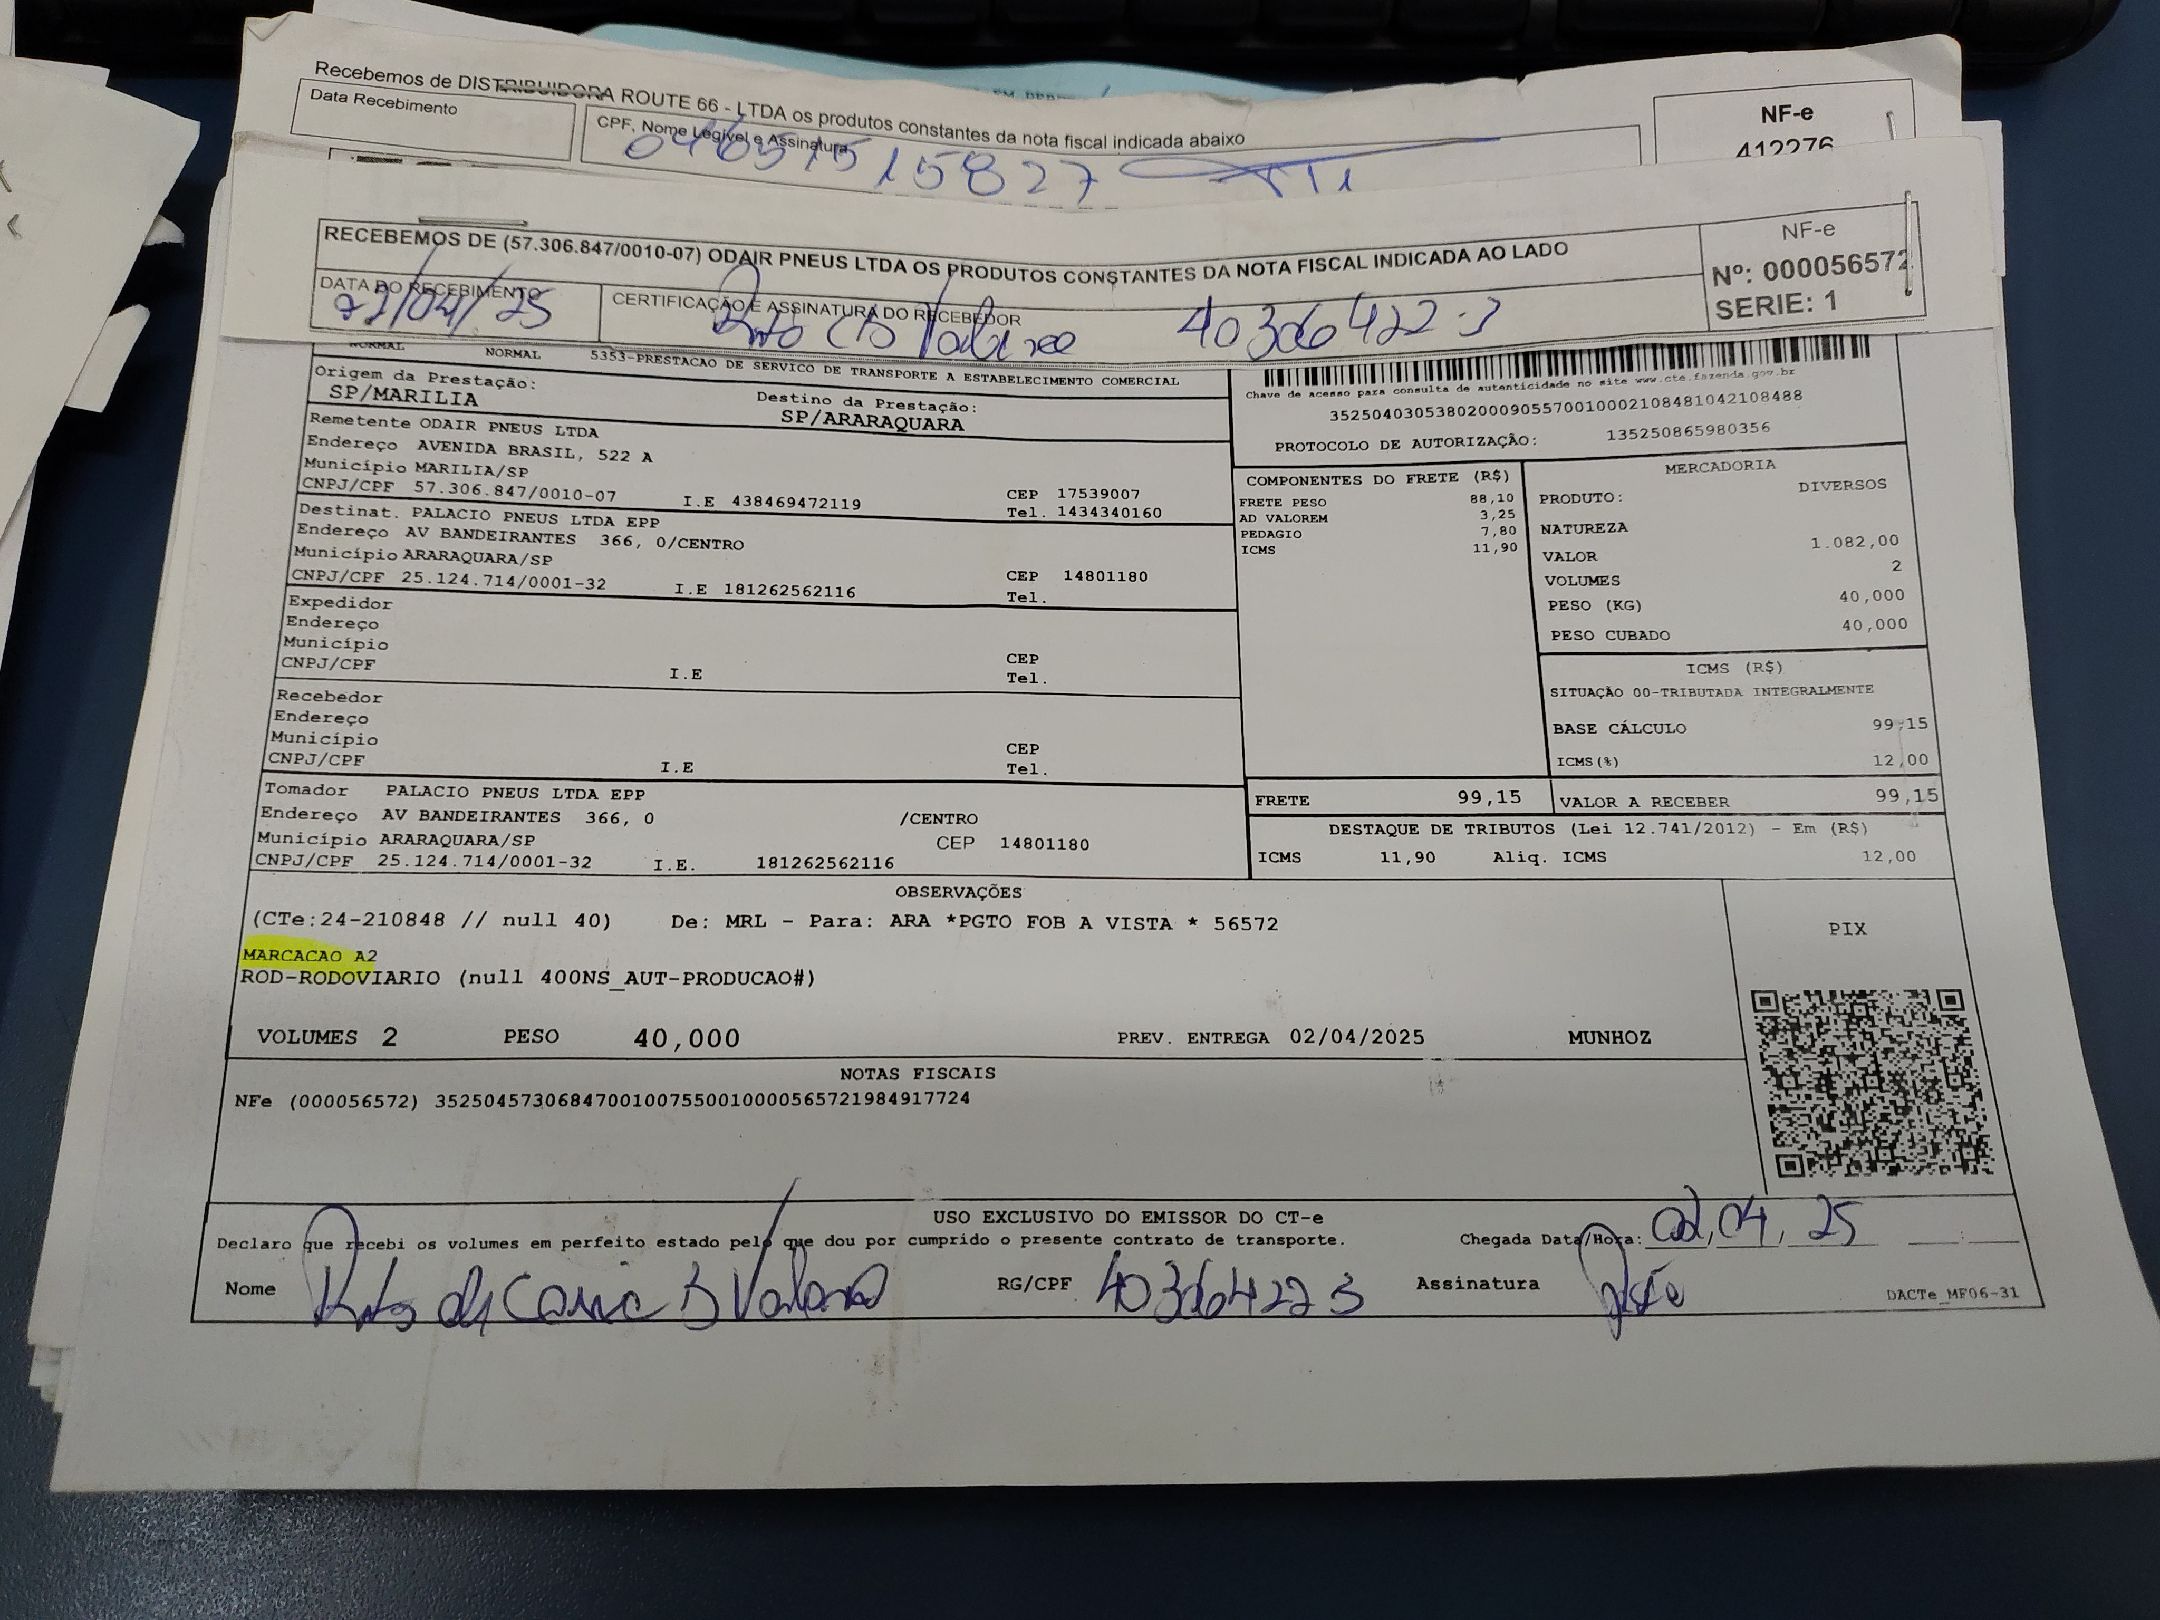 Recebemos de DISTRIBUIDORA ROUTE 66 - LTDA os produtos constantes da nota fiscal indicada abaixo
Data Recebimento
CPF, Nome Legível e Assinatura
NF-e
412276
RECEBEMOS DE (57.306.847/0010-07) ODAIR PNEUS LTDA OS PRODUTOS CONSTANTES DA NOTA FISCAL INDICADA AO LADO
NF-e
Nº: 000056572
SERIE: 1
DATA DO RECEBIMENTO
CERTIFICAÇÃO E ASSINATURA DO RECEBEDOR
/04/25
40306422-3
NORMAL NORMAL 5353-PRESTACAO DE SERVICO DE TRANSPORTE A ESTABELECIMENTO COMERCIAL
Origem da Prestação:
SP/MARILIA
Destino da Prestação:
SP/ARARAQUARA
Chave de acesso para consulta de autenticidade no site www.cte.fazenda.gov.br
35250403053802000905570010002108481042108488
PROTOCOLO DE AUTORIZAÇÃO: 135250865980356
Remetente ODAIR PNEUS LTDA
Endereço AVENIDA BRASIL, 522 A
Município MARILIA/SP
CEP 17539007
CNPJ/CPF 57.306.847/0010-07 I.E 438469472119 Tel. 1434340160
Destinat. PALACIO PNEUS LTDA EPP
Endereço AV BANDEIRANTES 366, 0/CENTRO
Município ARARAQUARA/SP
CEP 14801180
CNPJ/CPF 25.124.714/0001-32 I.E 181262562116 Tel.
Expedidor
Endereço
Município
CEP
CNPJ/CPF I.E Tel.
Recebedor
Endereço
Município
CEP
CNPJ/CPF I.E Tel.
Tomador PALACIO PNEUS LTDA EPP
Endereço AV BANDEIRANTES 366, 0 /CENTRO
Município ARARAQUARA/SP CEP 14801180
CNPJ/CPF 25.124.714/0001-32 I.E. 181262562116
COMPONENTES DO FRETE (R$)
FRETE PESO 88,10
AD VALOREM 3,25
PEDAGIO 7,80
ICMS 11,90
MERCADORIA
PRODUTO: DIVERSOS
NATUREZA
VALOR 1.082,00
VOLUMES 2
PESO (KG) 40,000
PESO CUBADO 40,000
ICMS (R$)
SITUAÇÃO 00-TRIBUTADA INTEGRALMENTE
BASE CÁLCULO 99,15
ICMS(%) 12,00
FRETE 99,15 VALOR A RECEBER 99,15
DESTAQUE DE TRIBUTOS (Lei 12.741/2012) - Em (R$)
ICMS 11,90 Aliq. ICMS 12,00
OBSERVAÇÕES
(CTe:24-210848 // null 40) De: MRL - Para: ARA *PGTO FOB A VISTA * 56572
MARCACAO A2
ROD-RODOVIARIO (null 400NS_AUT-PRODUCAO#)
PIX
VOLUMES 2 PESO 40,000 PREV. ENTREGA 02/04/2025 MUNHOZ
NOTAS FISCAIS
NFe (000056572) 35250457306847001007550010000565721984917724
USO EXCLUSIVO DO EMISSOR DO CT-e
Declaro que recebi os volumes em perfeito estado pelo que dou por cumprido o presente contrato de transporte. Chegada Data/Hora: 02, 04, 25
Nome RG/CPF 403064223 Assinatura
DACTe_MF06-31